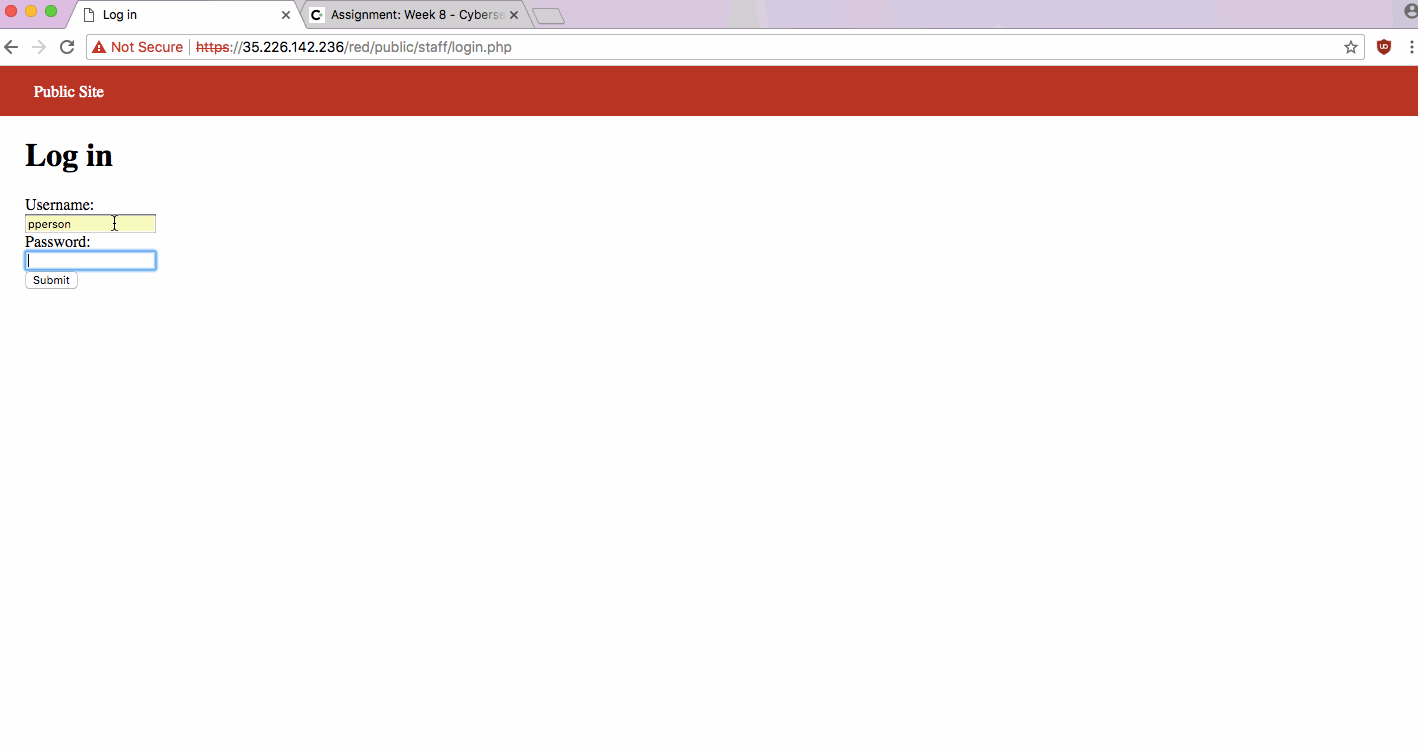 Log in
Assignment: Week 8 - Cyberse
Not Secure https://35.226.142.236/red/public/staff/login.php
Public Site
Log in
Username:
pperson
Password:
Submit